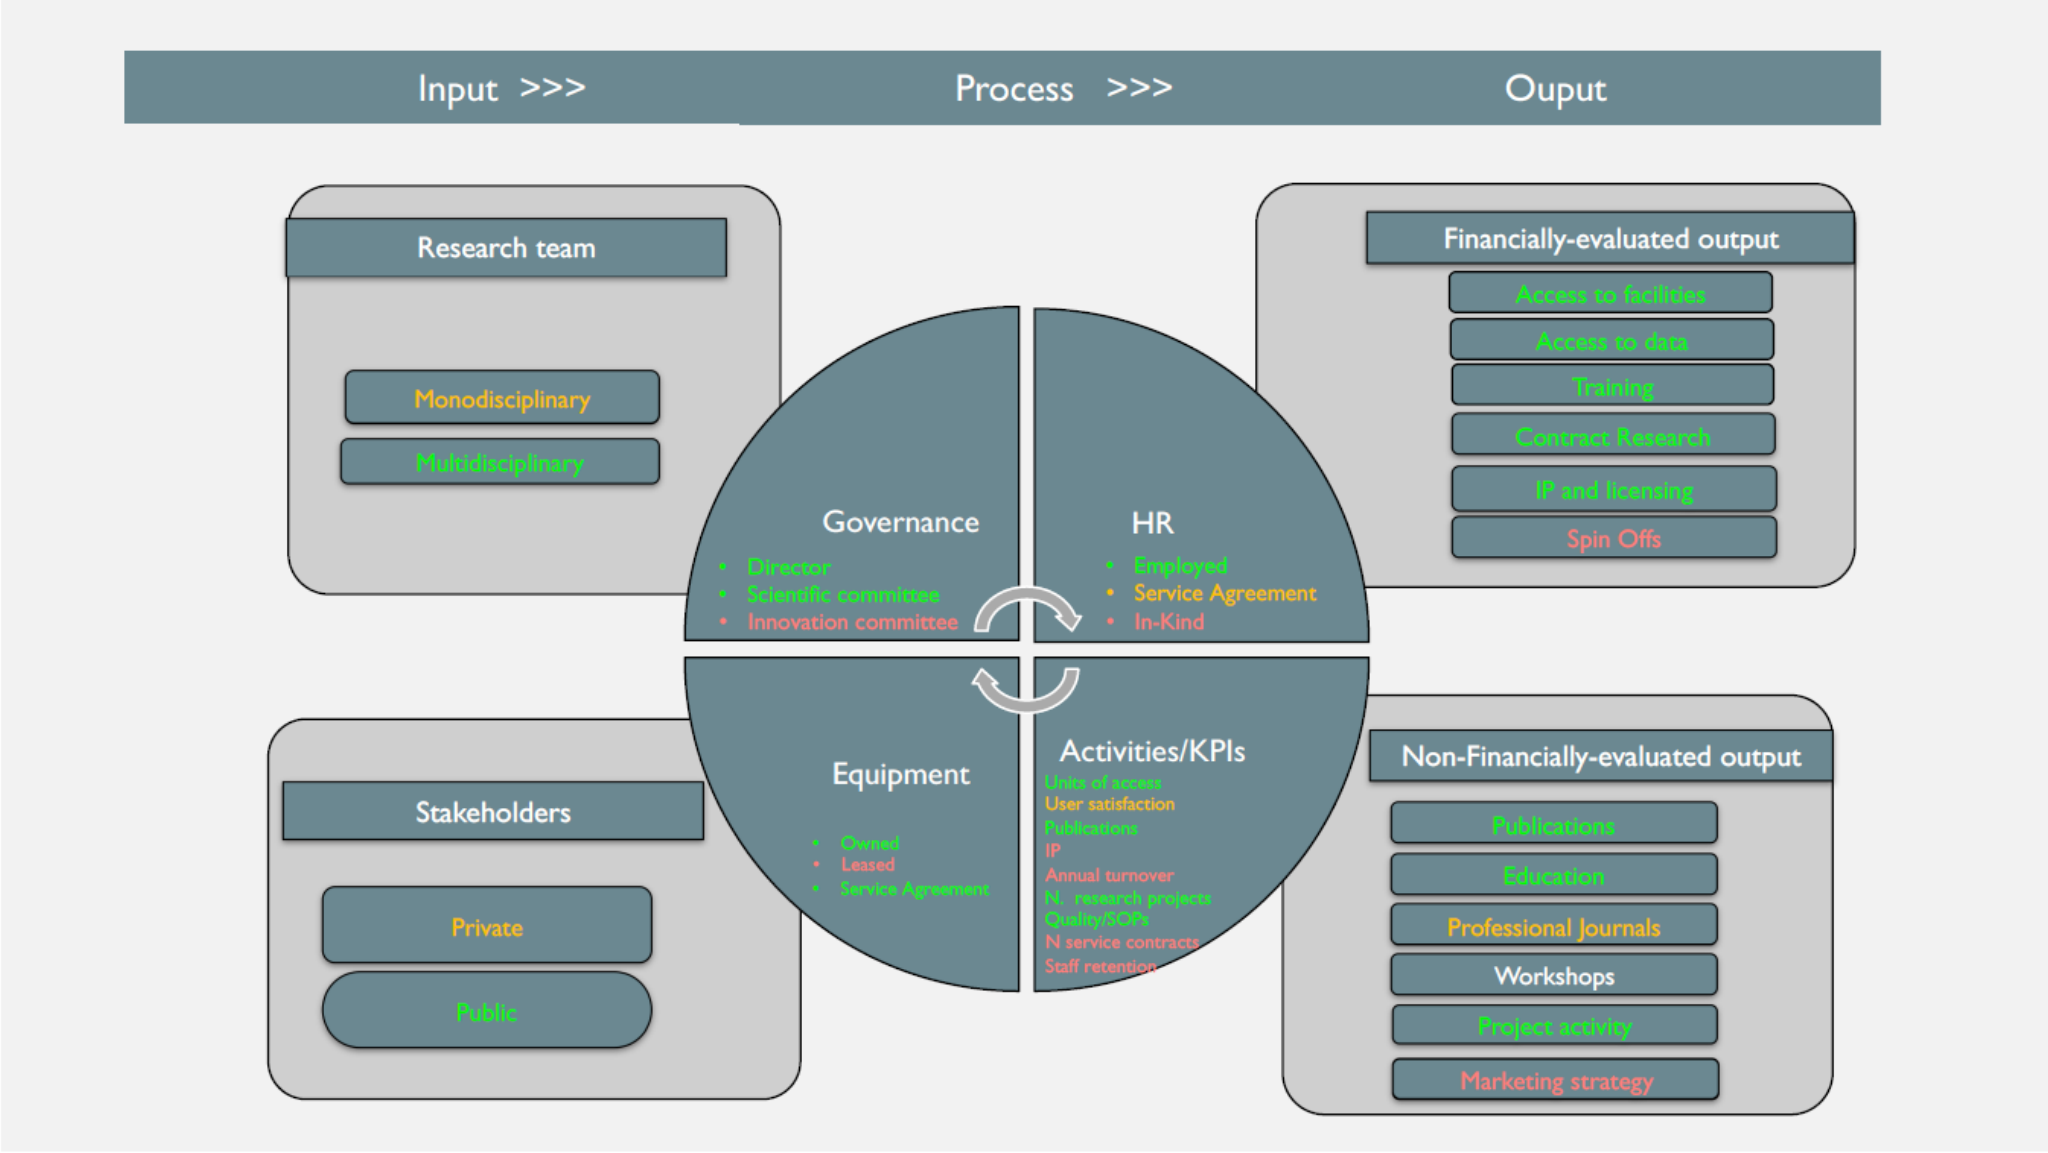 Input >>> Process >>> Ouput
Research team
Monodisciplinary
Multidisciplinary
Stakeholders
Private
Public
Governance
• Director
• Scientific committee
• Innovation committee
HR
• Employed
• Service Agreement
• In-Kind
Equipment
• Owned
• Leased
• Service Agreement
Activities/KPIs
Units of access
User satisfaction
Publications
IP
Annual turnover
N. research projects
Quality/SOPs
N service contracts
Staff retention
Financially-evaluated output
Access to facilities
Access to data
Training
Contract Research
IP and licensing
Spin Offs
Non-Financially-evaluated output
Publications
Education
Professional Journals
Workshops
Project activity
Marketing strategy